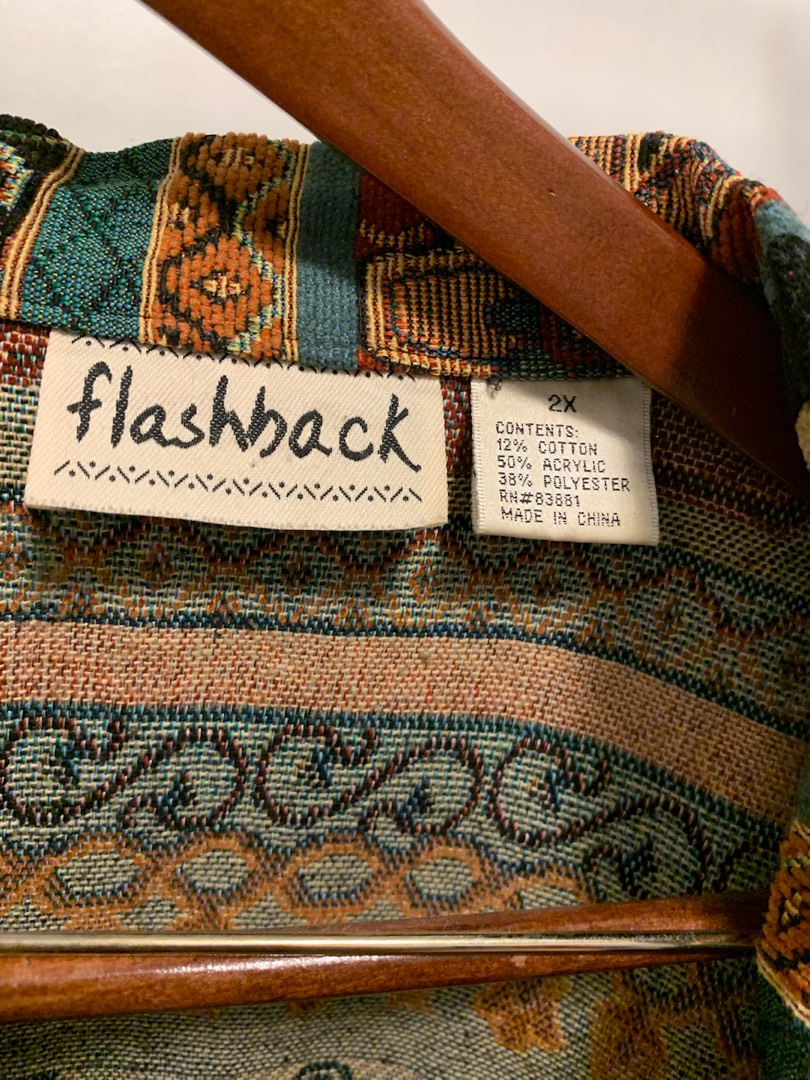 flashback
2X
CONTENTS:
12% COTTON
50% ACRYLIC
38% POLYESTER
RN#83881
MADE IN CHINA